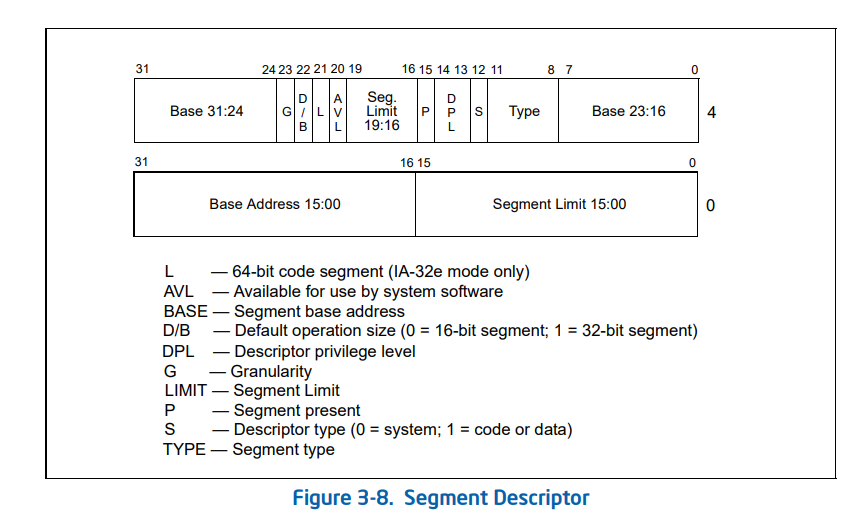 31 24 23 22 21 20 19 16 15 14 13 12 11 8 7 0
Base 31:24 G D/B L AVL Seg. Limit 19:16 P DPL S Type Base 23:16 4
31 16 15 0
Base Address 15:00 Segment Limit 15:00 0
L — 64-bit code segment (IA-32e mode only)
AVL — Available for use by system software
BASE — Segment base address
D/B — Default operation size (0 = 16-bit segment; 1 = 32-bit segment)
DPL — Descriptor privilege level
G — Granularity
LIMIT — Segment Limit
P — Segment present
S — Descriptor type (0 = system; 1 = code or data)
TYPE — Segment type
Figure 3-8. Segment Descriptor